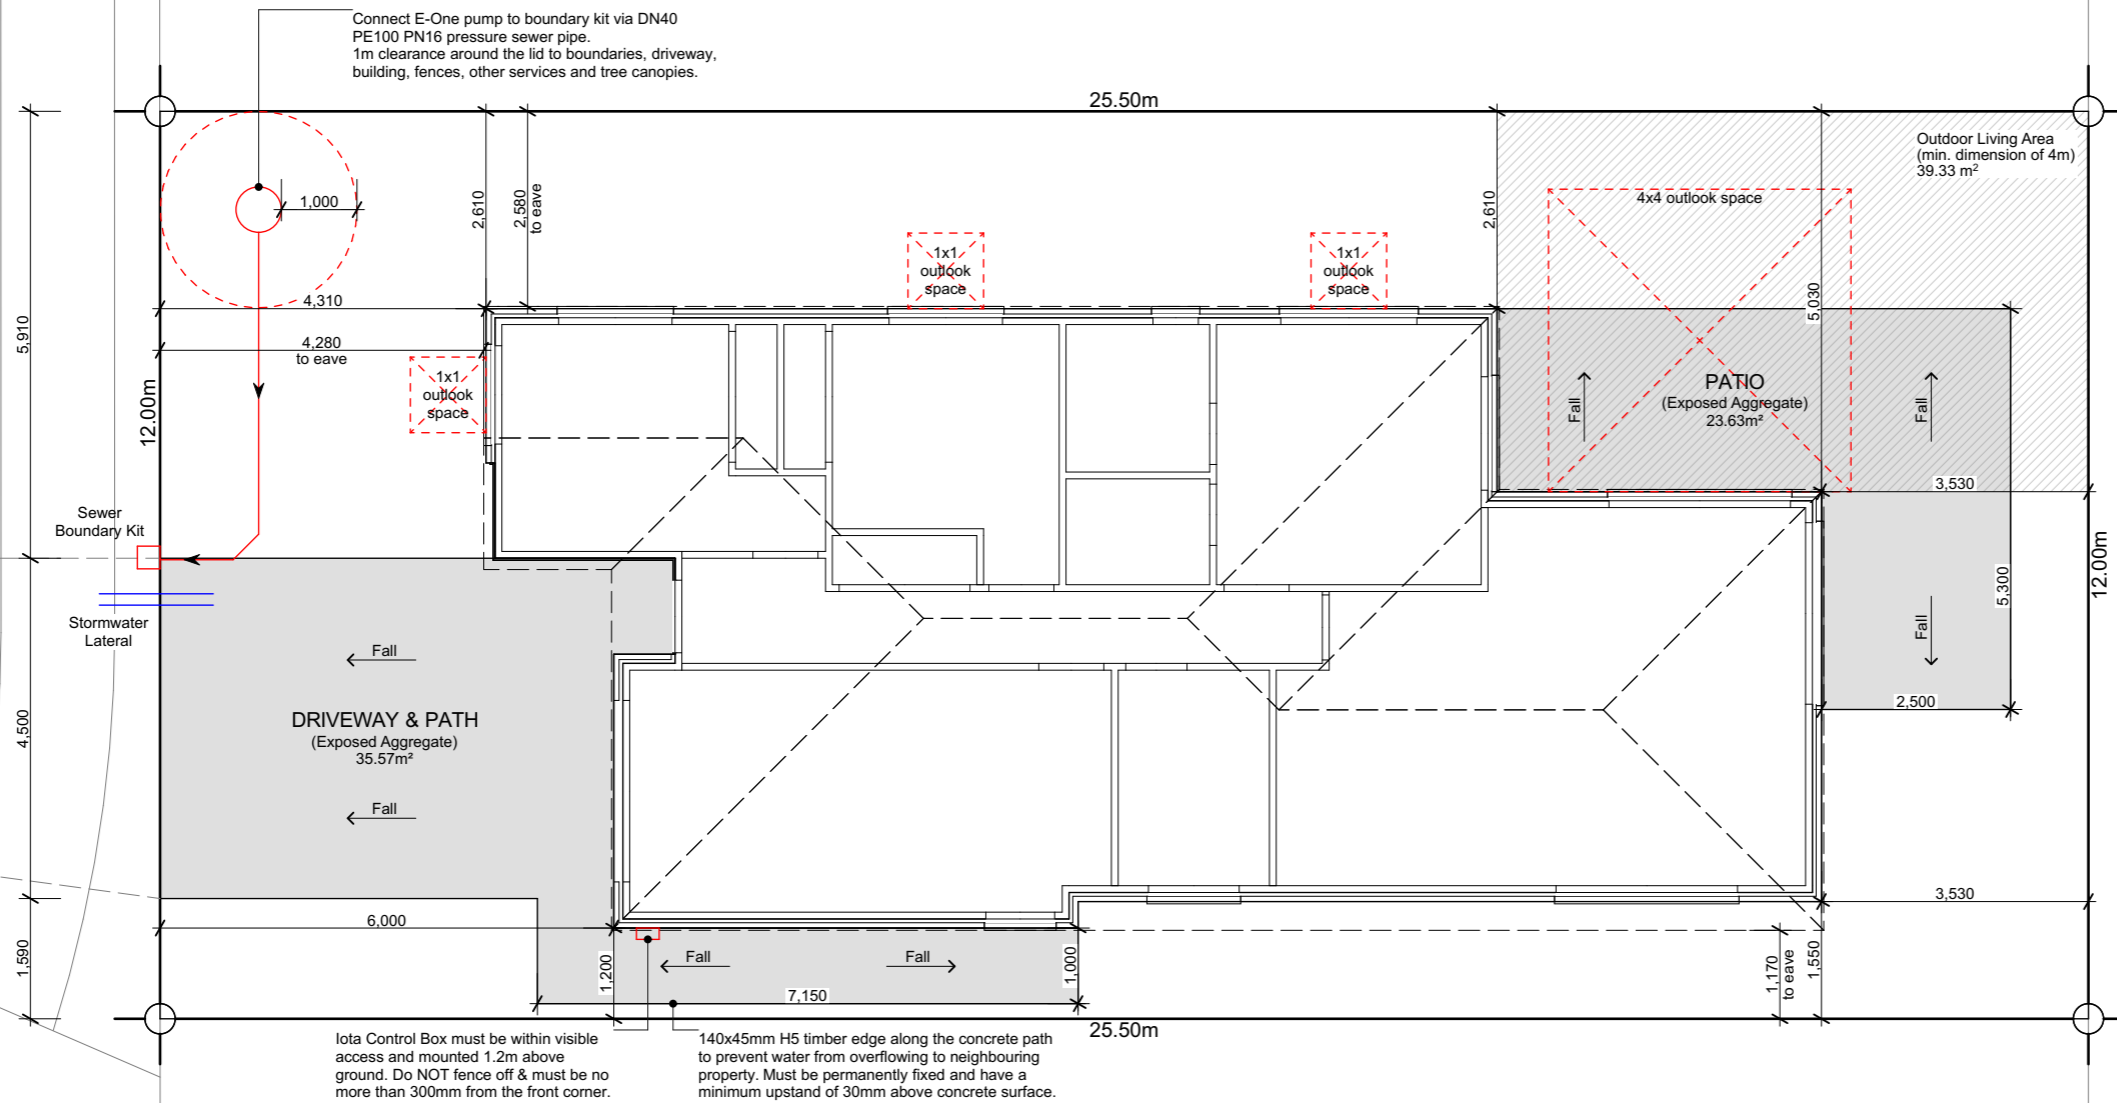 Connect E-One pump to boundary kit via DN40
PE100 PN16 pressure sewer pipe.
1m clearance around the lid to boundaries, driveway,
building, fences, other services and tree canopies.
25.50m
Outdoor Living Area
(min. dimension of 4m)
39.33 m²
1,000
2,610
2,580
to eave
2,610
4x4 outlook space
1x1
outlook
space
1x1
outlook
space
4,310
5,030
5,910
4,280
to eave
12.00m
1x1
outlook
space
PATIO
(Exposed Aggregate)
23.63m²
Fall
Fall
3,530
Sewer
Boundary Kit
12.00m
5,300
Stormwater
Lateral
Fall
Fall
2,500
DRIVEWAY & PATH
(Exposed Aggregate)
35.57m²
4,500
Fall
3,530
6,000
1,590
1,200
Fall
Fall
1,000
1,170
to eave
1,550
7,150
25.50m
Iota Control Box must be within visible
access and mounted 1.2m above
ground. Do NOT fence off & must be no
more than 300mm from the front corner.
140x45mm H5 timber edge along the concrete path
to prevent water from overflowing to neighbouring
property. Must be permanently fixed and have a
minimum upstand of 30mm above concrete surface.